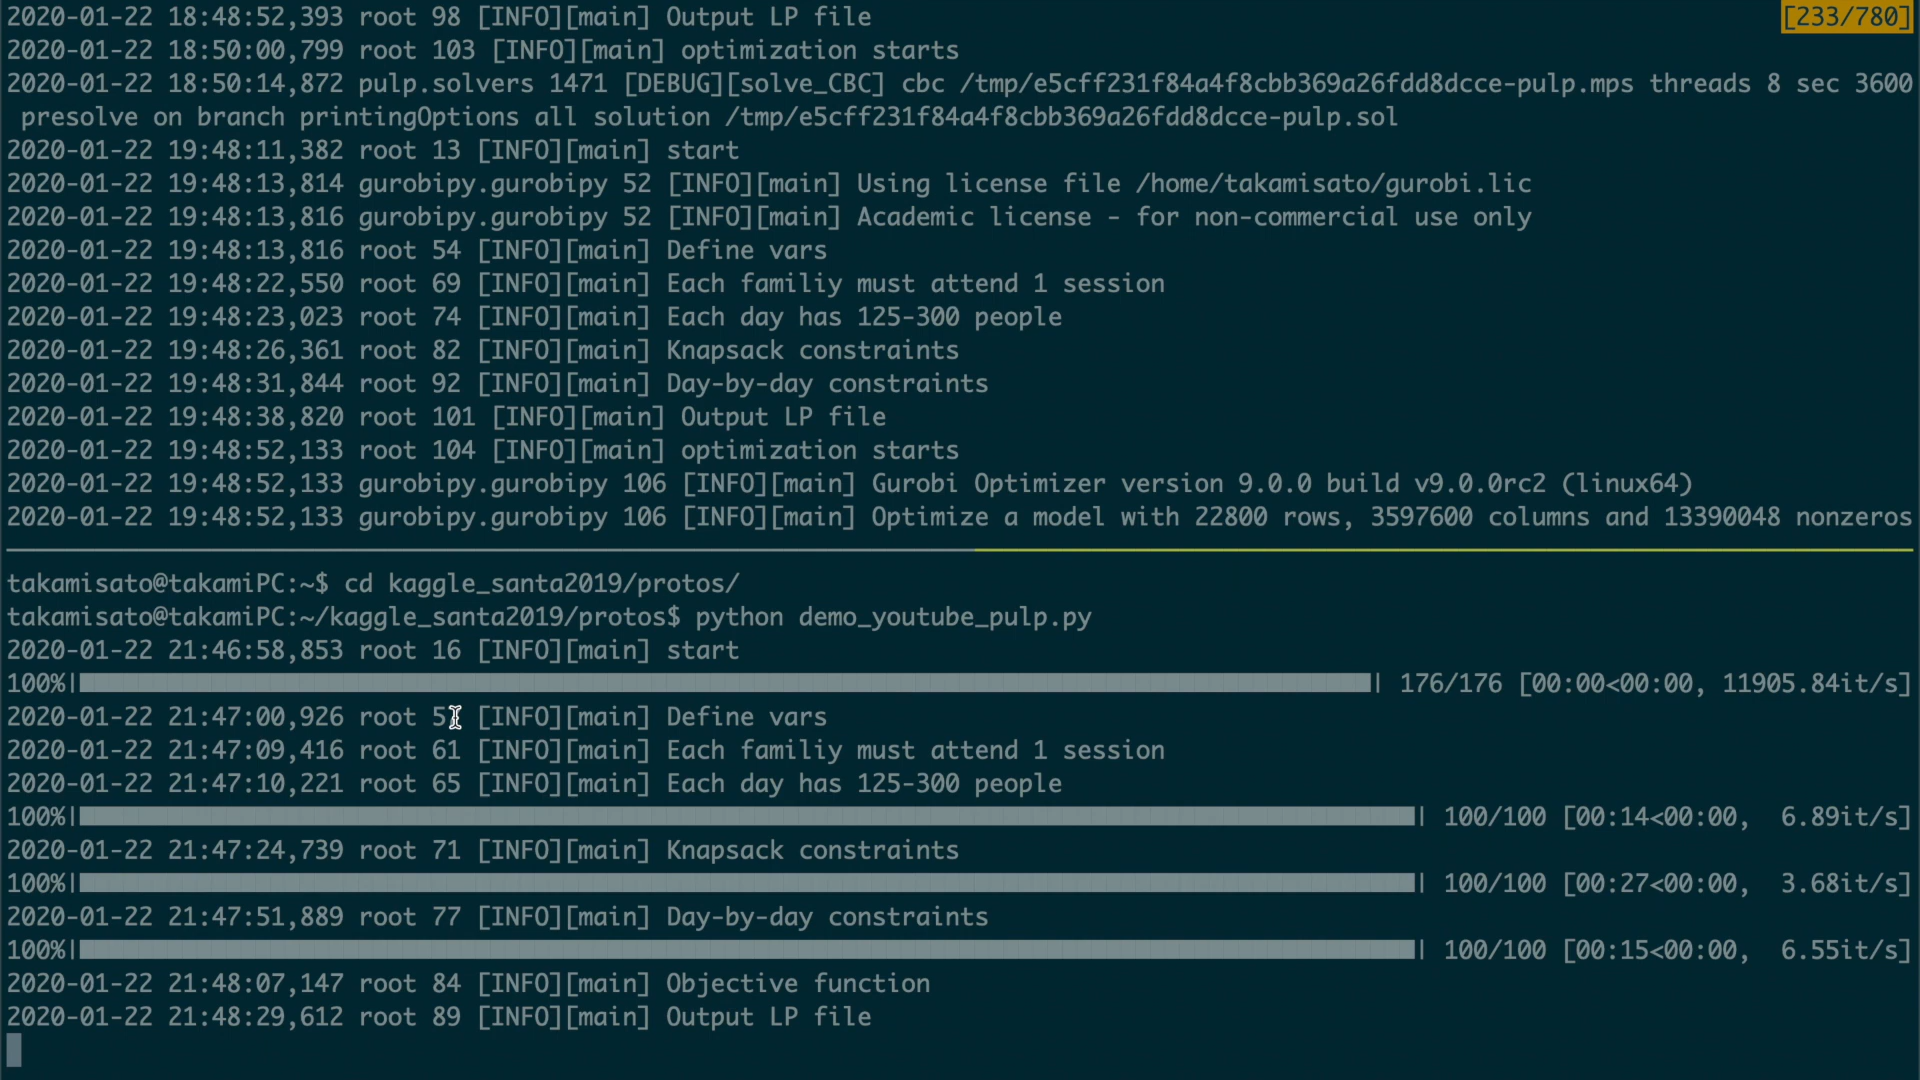 2020-01-22 18:48:52,393 root 98 [INFO][main] Output LP file [233/780]
2020-01-22 18:50:00,799 root 103 [INFO][main] optimization starts
2020-01-22 18:50:14,872 pulp.solvers 1471 [DEBUG][solve_CBC] cbc /tmp/e5cff231f84a4f8cbb369a26fdd8dcce-pulp.mps threads 8 sec 3600
presolve on branch printingOptions all solution /tmp/e5cff231f84a4f8cbb369a26fdd8dcce-pulp.sol
2020-01-22 19:48:11,382 root 13 [INFO][main] start
2020-01-22 19:48:13,814 gurobipy.gurobipy 52 [INFO][main] Using license file /home/takamisato/gurobi.lic
2020-01-22 19:48:13,816 gurobipy.gurobipy 52 [INFO][main] Academic license - for non-commercial use only
2020-01-22 19:48:13,816 root 54 [INFO][main] Define vars
2020-01-22 19:48:22,550 root 69 [INFO][main] Each familiy must attend 1 session
2020-01-22 19:48:23,023 root 74 [INFO][main] Each day has 125-300 people
2020-01-22 19:48:26,361 root 82 [INFO][main] Knapsack constraints
2020-01-22 19:48:31,844 root 92 [INFO][main] Day-by-day constraints
2020-01-22 19:48:38,820 root 101 [INFO][main] Output LP file
2020-01-22 19:48:52,133 root 104 [INFO][main] optimization starts
2020-01-22 19:48:52,133 gurobipy.gurobipy 106 [INFO][main] Gurobi Optimizer version 9.0.0 build v9.0.0rc2 (linux64)
2020-01-22 19:48:52,133 gurobipy.gurobipy 106 [INFO][main] Optimize a model with 22800 rows, 3597600 columns and 13390048 nonzeros
takamisato@takamiPC:~$ cd kaggle_santa2019/protos/
takamisato@takamiPC:~/kaggle_santa2019/protos$ python demo_youtube_pulp.py
2020-01-22 21:46:58,853 root 16 [INFO][main] start
100%| | 176/176 [00:00<00:00, 11905.84it/s]
2020-01-22 21:47:00,926 root [INFO][main] Define vars
2020-01-22 21:47:09,416 root 61 [INFO][main] Each familiy must attend 1 session
2020-01-22 21:47:10,221 root 65 [INFO][main] Each day has 125-300 people
100%| | 100/100 [00:14<00:00, 6.89it/s]
2020-01-22 21:47:24,739 root 71 [INFO][main] Knapsack constraints
100%| | 100/100 [00:27<00:00, 3.68it/s]
2020-01-22 21:47:51,889 root 77 [INFO][main] Day-by-day constraints
100%| | 100/100 [00:15<00:00, 6.55it/s]
2020-01-22 21:48:07,147 root 84 [INFO][main] Objective function
2020-01-22 21:48:29,612 root 89 [INFO][main] Output LP file